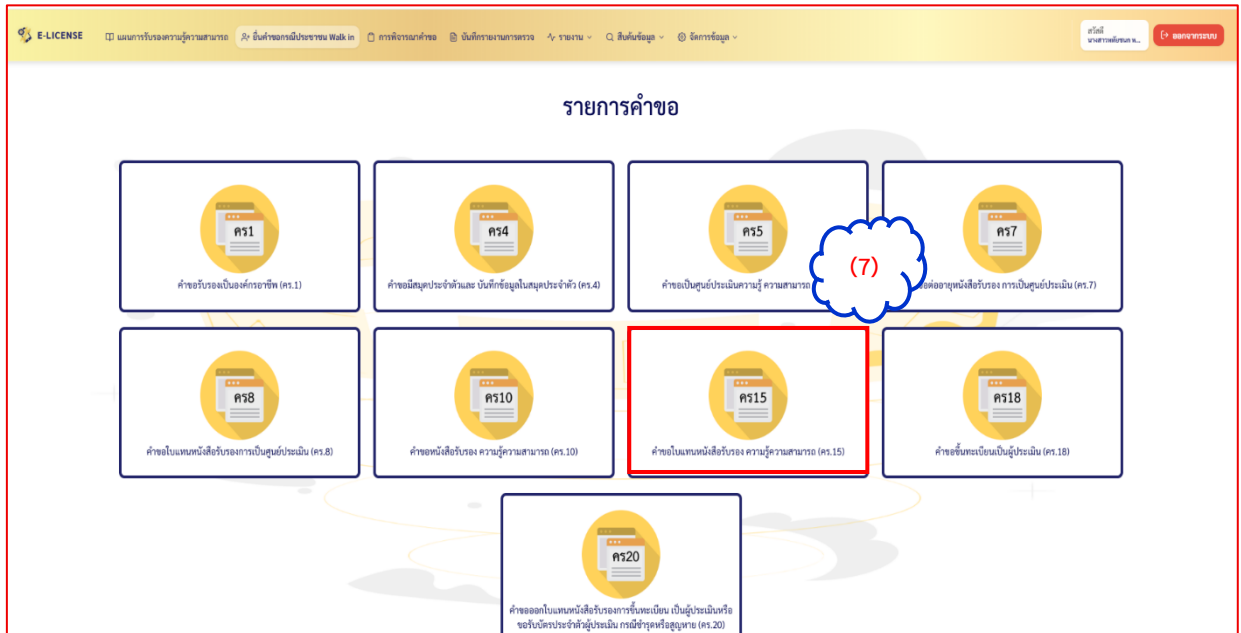 E-LICENSE แผนการรับรองความรู้ความสามารถ ยื่นคำขอกรณีประชาชน Walk in การพิจารณาคำขอ บันทึกรายงานการตรวจ รายงาน สืบค้นข้อมูล จัดการข้อมูล
สวัสดี
ออกจากระบบ
รายการคำขอ
คร1
คำขอรับรองเป็นองค์กรอาชีพ (คร.1)
คร4
คำขอมีสมุดประจำตัวและ บันทึกข้อมูลในสมุดประจำตัว (คร.4)
คร5
คำขอเป็นศูนย์ประเมินความรู้ ความสามารถ
(7)
คร7
ขอต่ออายุหนังสือรับรอง การเป็นศูนย์ประเมิน (คร.7)
คร8
คำขอใบแทนหนังสือรับรองการเป็นศูนย์ประเมิน (คร.8)
คร10
คำขอหนังสือรับรอง ความรู้ความสามารถ (คร.10)
คร15
คำขอใบแทนหนังสือรับรอง ความรู้ความสามารถ (คร.15)
คร18
คำขอขึ้นทะเบียนเป็นผู้ประเมิน (คร.18)
คร20
คำขอออกใบแทนหนังสือรับรองการขึ้นทะเบียน เป็นผู้ประเมินหรือ
ขอรับบัตรประจำตัวผู้ประเมิน กรณีชำรุดหรือสูญหาย (คร.20)